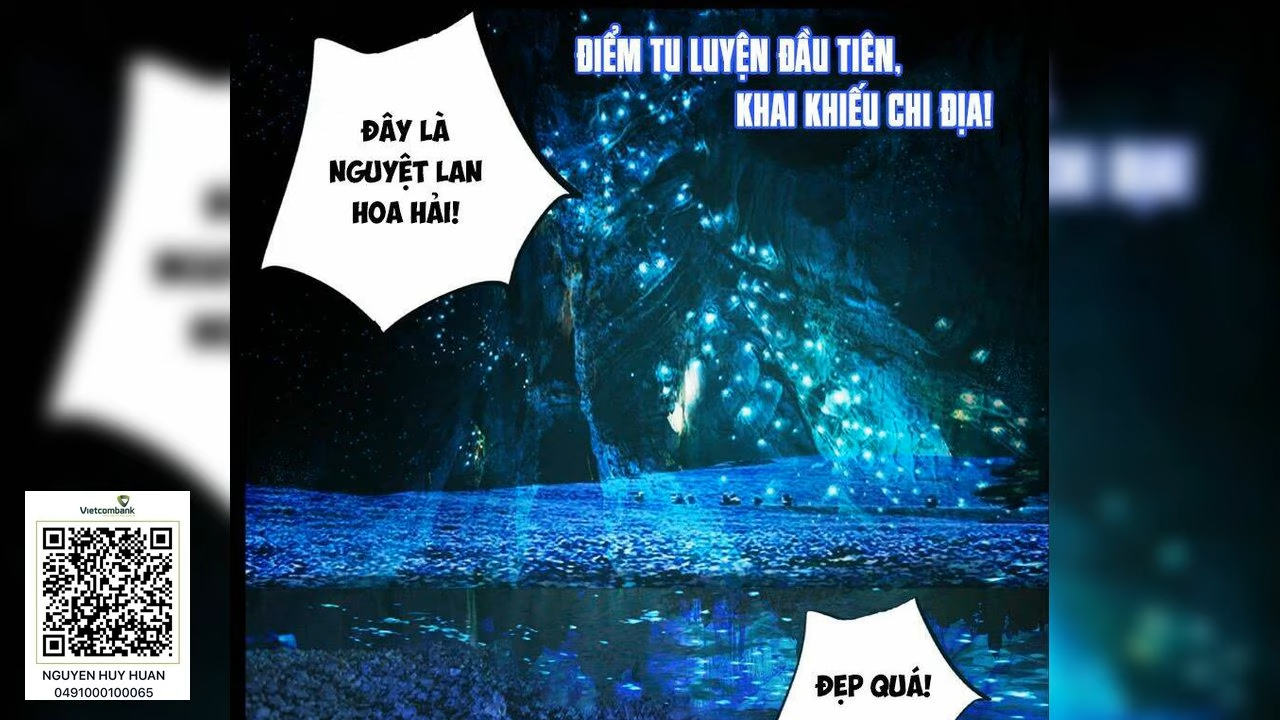 ĐIỂM TU LUYỆN ĐẦU TIÊN,
KHAI KHIẾU CHI ĐỊA!
ĐÂY LÀ
NGUYỆT LAN
HOA HẢI!
ĐẸP QUÁ!
Vietcombank
NGUYEN HUY HUAN
0491000100065